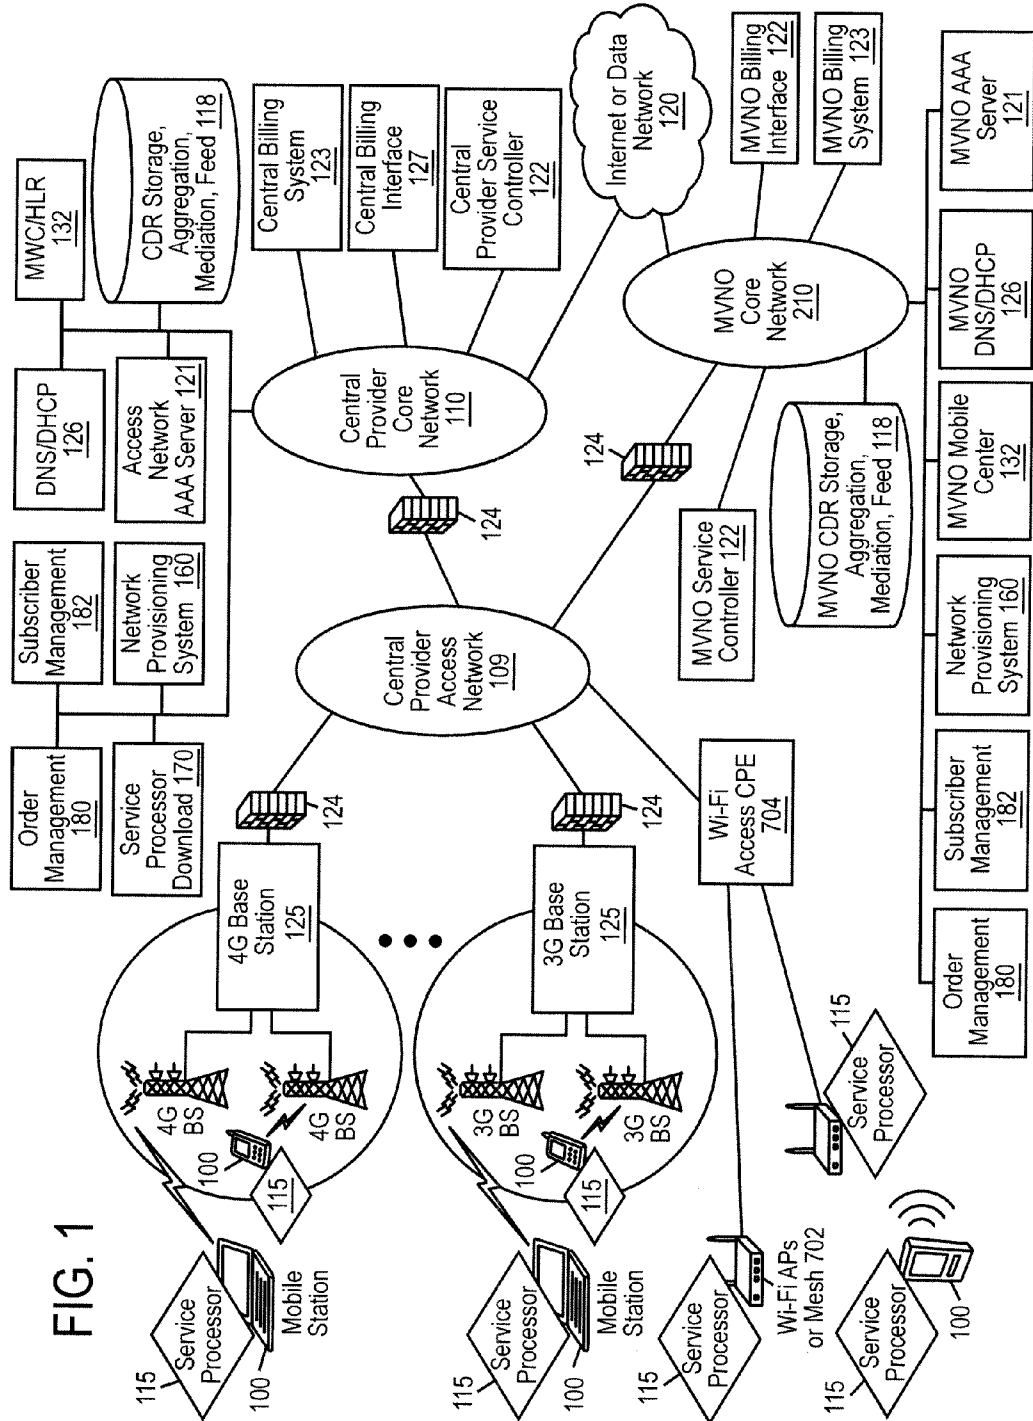 FIG. 1
Order
Management
180
Subscriber
Management
182
DNS/DHCP
126
MWC/HLR
132
Service
Processor
Download 170
Network
Provisioning
System 160
Access
Network
AAA Server 121
CDR Storage,
Aggregation,
Mediation, Feed 118
Central Billing
System
123
Central Billing
Interface
127
Central
Provider Service
Controller
122
Central
Provider
Core
Network
110
Internet or Data
Network
120
124
4G Base
Station
125
124
4G
BS
4G
BS
100
115
Service
Processor
115
100
Mobile
Station
Central
Provider
Access
Network
109
3G Base
Station
125
124
3G
BS
3G
BS
100
115
Service
Processor
115
100
Mobile
Station
124
MVNO
Core
Network
210
MVNO Billing
Interface 122
MVNO Billing
System 123
MVNO Service
Controller 122
MVNO CDR Storage,
Aggregation,
Mediation, Feed 118
Wi-Fi
Access CPE
704
Service
Processor
115
Wi-Fi APs
or Mesh 702
Service
Processor
115
Service
Processor
115
100
Order
Management
180
Subscriber
Management
182
Network
Provisioning
System 160
MVNO Mobile
Center
132
MVNO
DNS/DHCP
126
MVNO AAA
Server
121